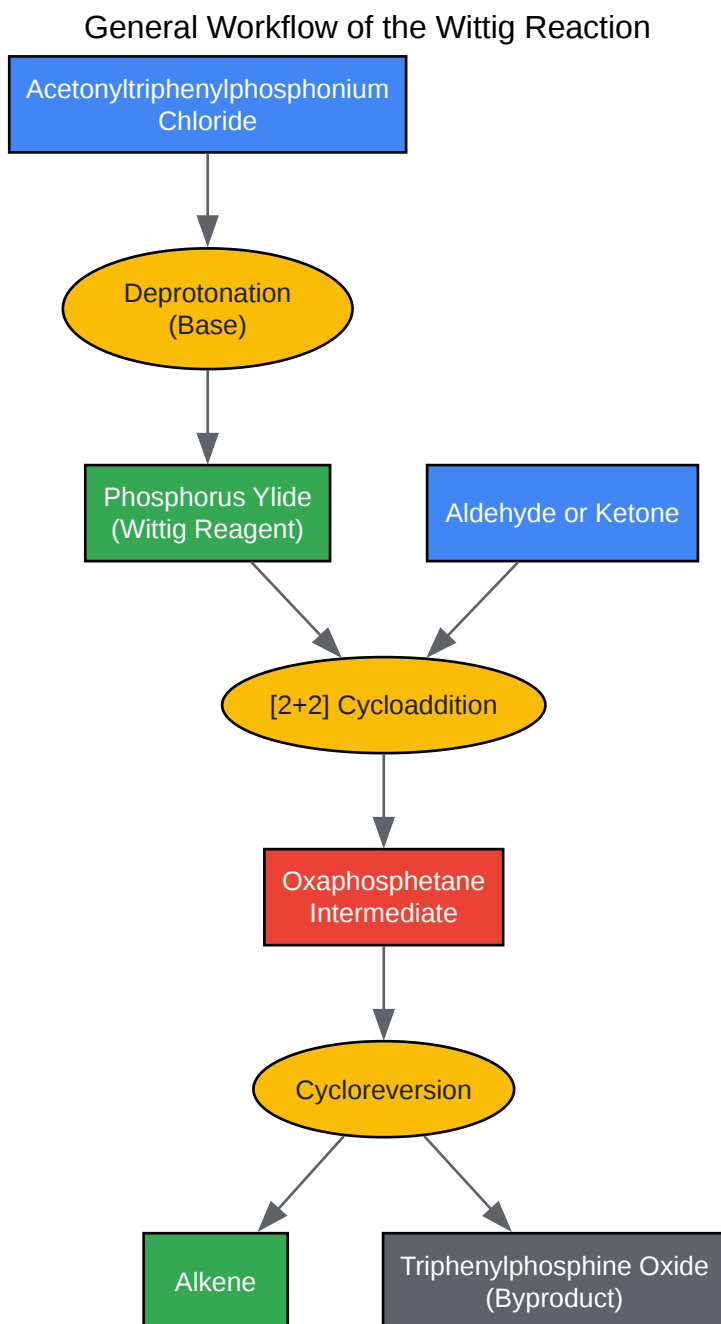 General Workflow of the Wittig Reaction
Acetonyltriphenylphosphonium
Chloride
Deprotonation
(Base)
Phosphorus Ylide
(Wittig Reagent)
Aldehyde or Ketone
[2+2] Cycloaddition
Oxaphosphetane
Intermediate
Cycloreversion
Alkene
Triphenylphosphine Oxide
(Byproduct)